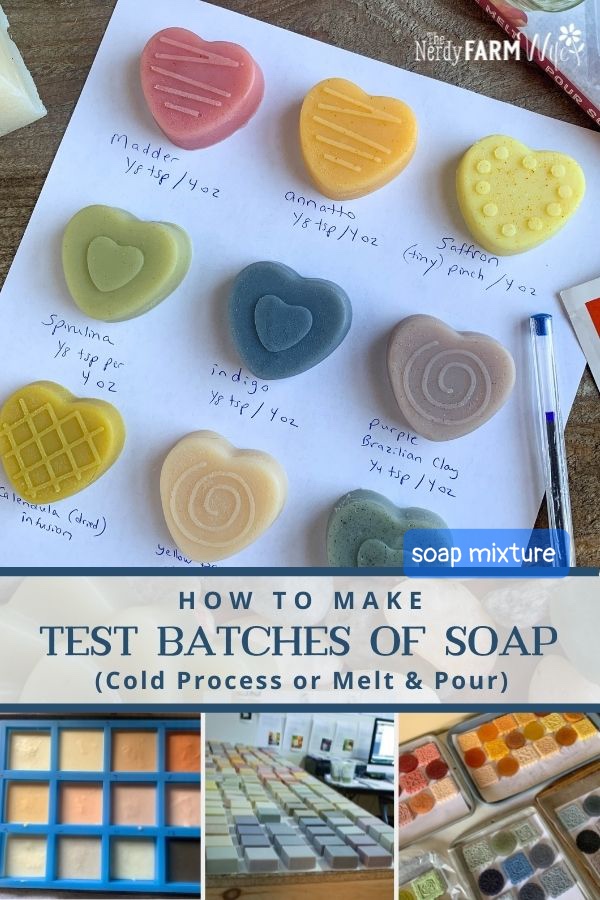 The
Nerdy FARM Wife
MELT
POUR
Madder
1/8 tsp / 4 oz
annatto
1/8 tsp / 4 oz
Saffron
(tiny) pinch / 4 oz
Spirulina
1/8 tsp per
4 oz
indigo
1/8 tsp / 4 oz
purple
Brazilian Clay
1/4 tsp / 4 oz
Calendula (dried)
infusion
yellow
soap mixture
HOW TO MAKE
TEST BATCHES OF SOAP
(Cold Process or Melt & Pour)